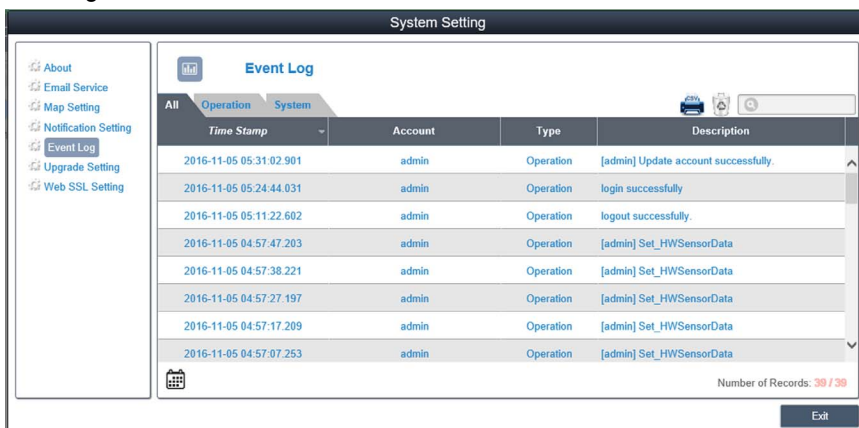 System Setting
About
Email Service
Map Setting
Notification Setting
Event Log
Upgrade Setting
Web SSL Setting
Event Log
All Operation System
CSV
Time Stamp Account Type Description
2016-11-05 05:31:02.901 admin Operation [admin] Update account successfully.
2016-11-05 05:24:44.031 admin Operation login successfully
2016-11-05 05:11:22.602 admin Operation logout successfully.
2016-11-05 04:57:47.203 admin Operation [admin] Set_HWSensorData
2016-11-05 04:57:38.221 admin Operation [admin] Set_HWSensorData
2016-11-05 04:57:27.197 admin Operation [admin] Set_HWSensorData
2016-11-05 04:57:17.209 admin Operation [admin] Set_HWSensorData
2016-11-05 04:57:07.253 admin Operation [admin] Set_HWSensorData
Number of Records: 39 / 39
Exit